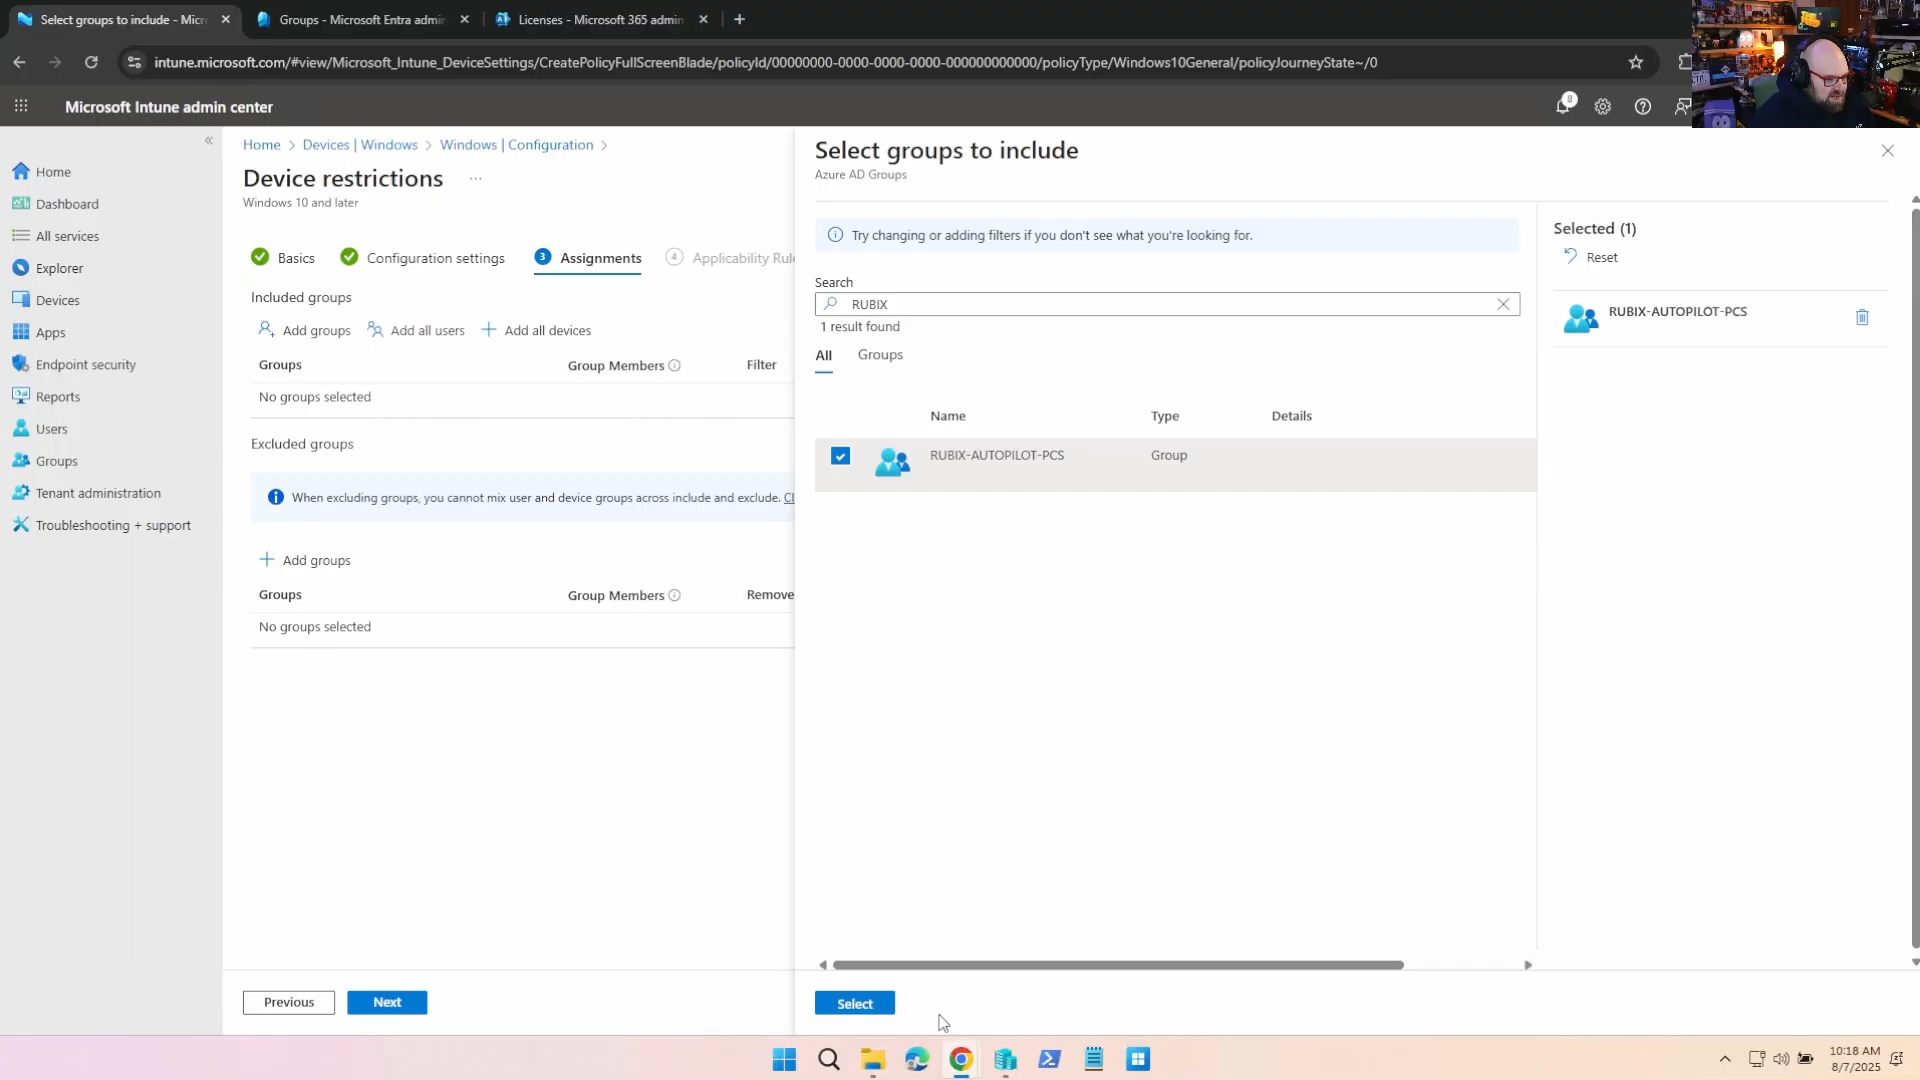 Select groups to include - Micr
Groups - Microsoft Entra admin
Licenses - Microsoft 365 admin
intune.microsoft.com/#view/Microsoft_Intune_DeviceSettings/CreatePolicyFullScreenBlade/policyId/00000000-0000-0000-0000-000000000000/policyType/Windows10General/policyJourneyState~/0
Microsoft Intune admin center
8
Home
Dashboard
All services
Explorer
Devices
Apps
Endpoint security
Reports
Users
Groups
Tenant administration
Troubleshooting + support
Home > Devices | Windows > Windows | Configuration >
Device restrictions ...
Windows 10 and later
Basics
Configuration settings
3 Assignments
4 Applicability Rule
Included groups
Add groups
Add all users
Add all devices
Groups Group Members Filter
No groups selected
Excluded groups
When excluding groups, you cannot mix user and device groups across include and exclude. Cl
Add groups
Groups Group Members Remove
No groups selected
Previous
Next
Select groups to include
Azure AD Groups
Try changing or adding filters if you don't see what you're looking for.
Search
RUBIX
1 result found
All Groups
Name Type Details
RUBIX-AUTOPILOT-PCS Group
Select
Selected (1)
Reset
RUBIX-AUTOPILOT-PCS
10:18 AM
8/7/2025